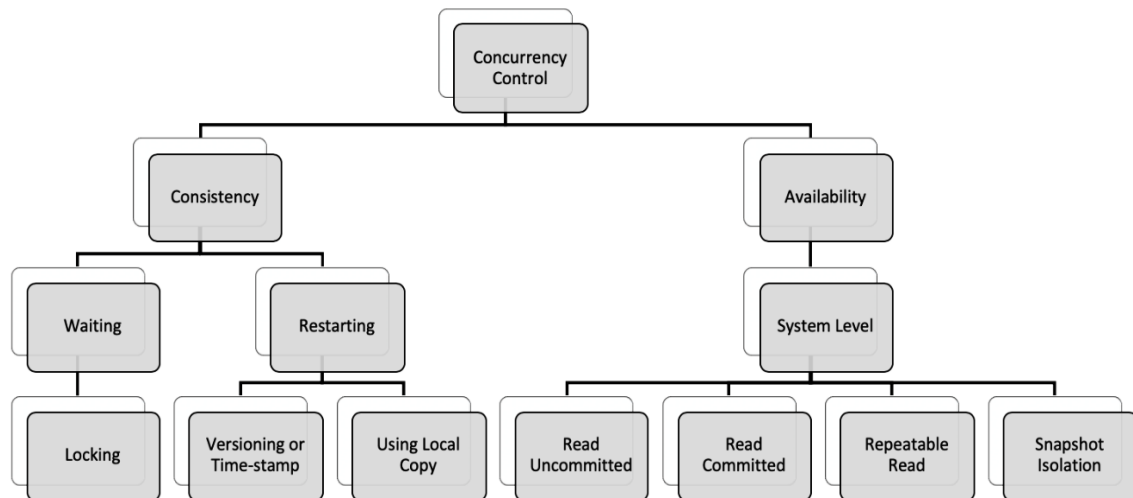 Concurrency
Control
Consistency
Availability
Waiting
Restarting
System Level
Locking
Versioning or
Time-stamp
Using Local
Copy
Read
Uncommitted
Read
Committed
Repeatable
Read
Snapshot
Isolation